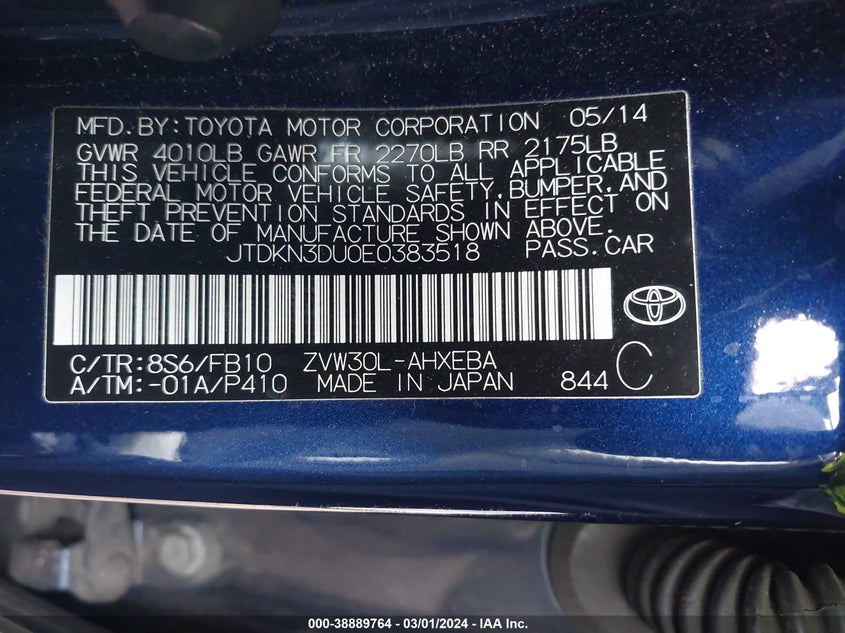 MFD.BY:TOYOTA MOTOR CORPORATION 05/14
GVWR 4010LB GAWR FR 2270LB RR 2175LB
THIS VEHICLE CONFORMS TO ALL APPLICABLE
FEDERAL MOTOR VEHICLE SAFETY,BUMPER,AND
THEFT PREVENTION STANDARDS IN EFFECT ON
THE DATE OF MANUFACTURE SHOWN ABOVE.
JTDKN3DU0E0383518 PASS.CAR
C/TR:8S6/FB10 ZVW30L-AHXEBA
A/TM:-01A/P410 MADE IN JAPAN 844 C
000-38889764 - 03/01/2024 - IAA Inc.